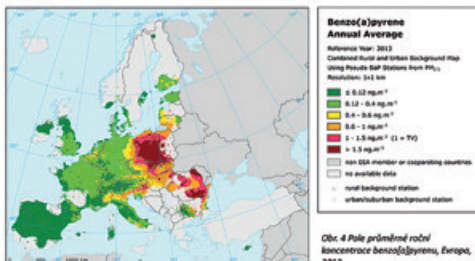 Benzo(a)pyrene
Annual Average
Reference Year: 2012
Combined Rural and Urban Background Map
Using Pseudo BaP Stations from PM
Resolution: 1x1 km
≤ 0.12 ng.m⁻³
0.12 – 0.4 ng.m⁻³
0.4 – 0.6 ng.m⁻³
0.6 – 1 ng.m⁻³
1 – 1.5 ng.m⁻³ (1 = TV)
> 1.5 ng.m⁻³
non EEA member or cooperating countries
no available data
rural background station
urban/suburban background station
Obr. 4 Pole průměrné roční
koncentrace benzo[a]pyrenu, Evropa,
2012